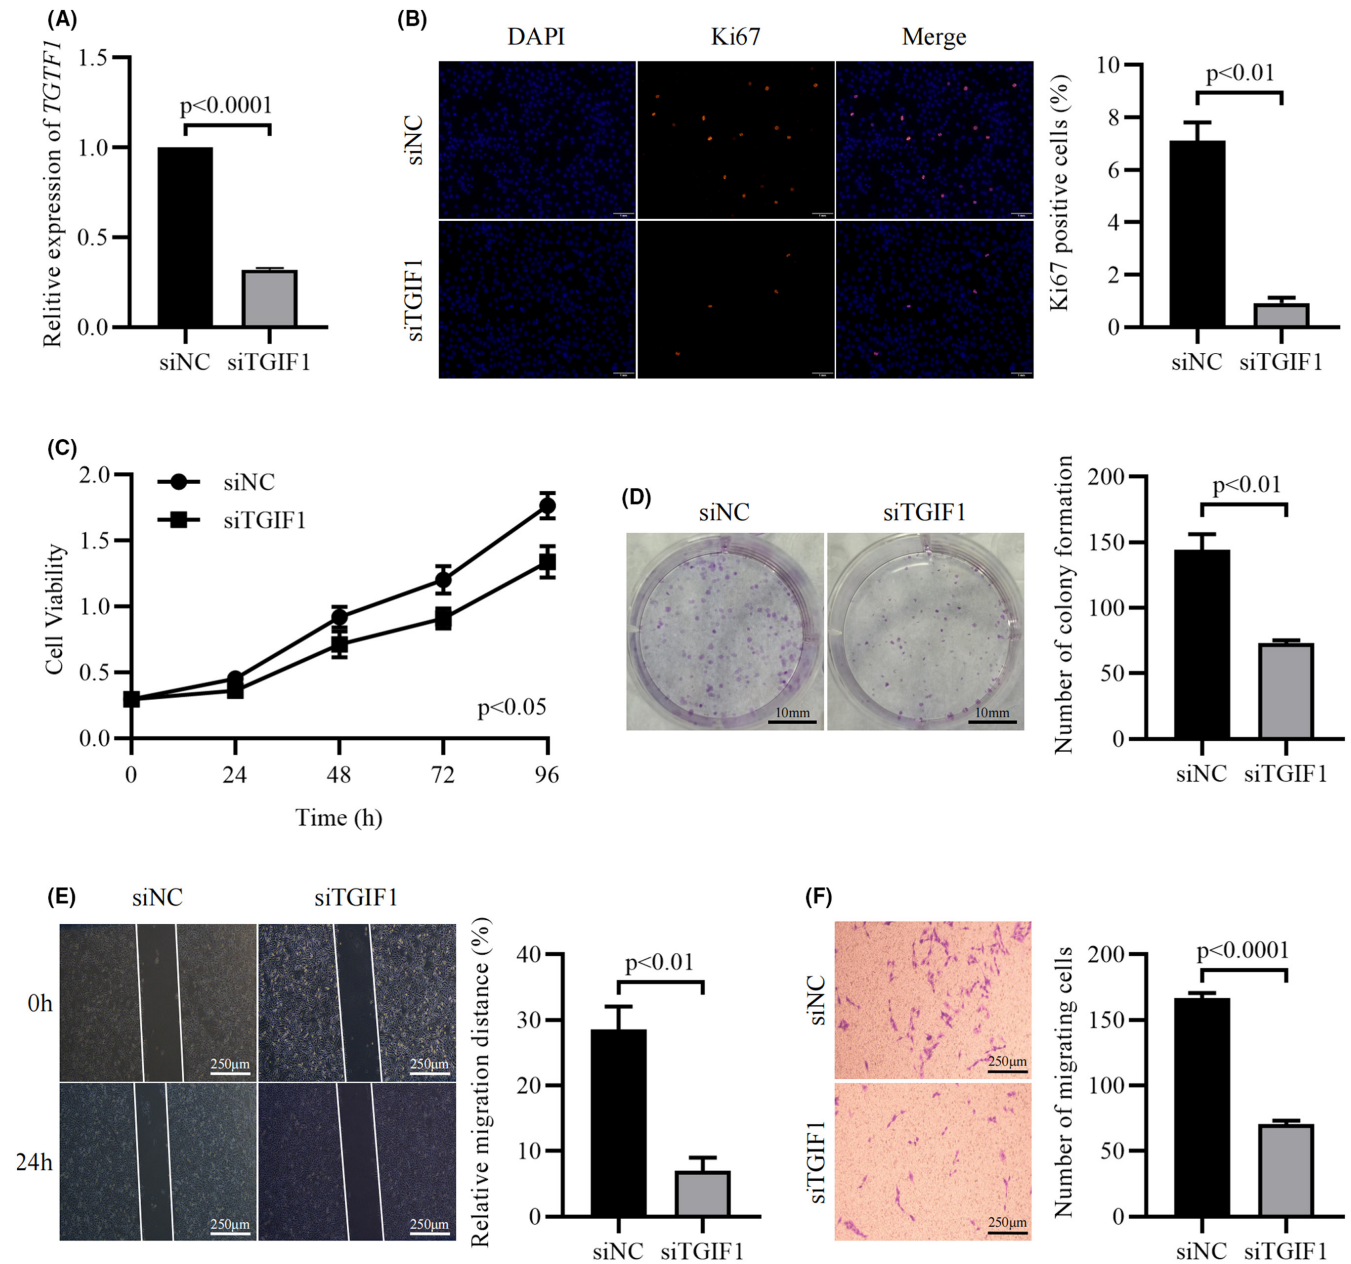 (A)
1.5
1.0
0.5
0.0
Relitive expression of TGTF1
p<0.0001
siNC siTGIF1
(B)
DAPI Ki67 Merge
siNC
siTGIF1
10
8
6
4
2
0
Ki67 positive cells (%)
p<0.01
siNC siTGIF1
(C)
2.0
1.5
1.0
0.5
0.0
Cell Viability
siNC
siTGIF1
p<0.05
0 24 48 72 96
Time (h)
(D)
siNC siTGIF1
10mm 10mm
200
150
100
50
0
Number of colony formation
p<0.01
siNC siTGIF1
(E)
siNC siTGIF1
0h
250μm 250μm
24h
250μm 250μm
40
30
20
10
0
Relative migration distance (%)
p<0.01
siNC siTGIF1
(F)
siNC
250μm
siTGIF1
250μm
200
150
100
50
0
Number of migrating cells
p<0.0001
siNC siTGIF1